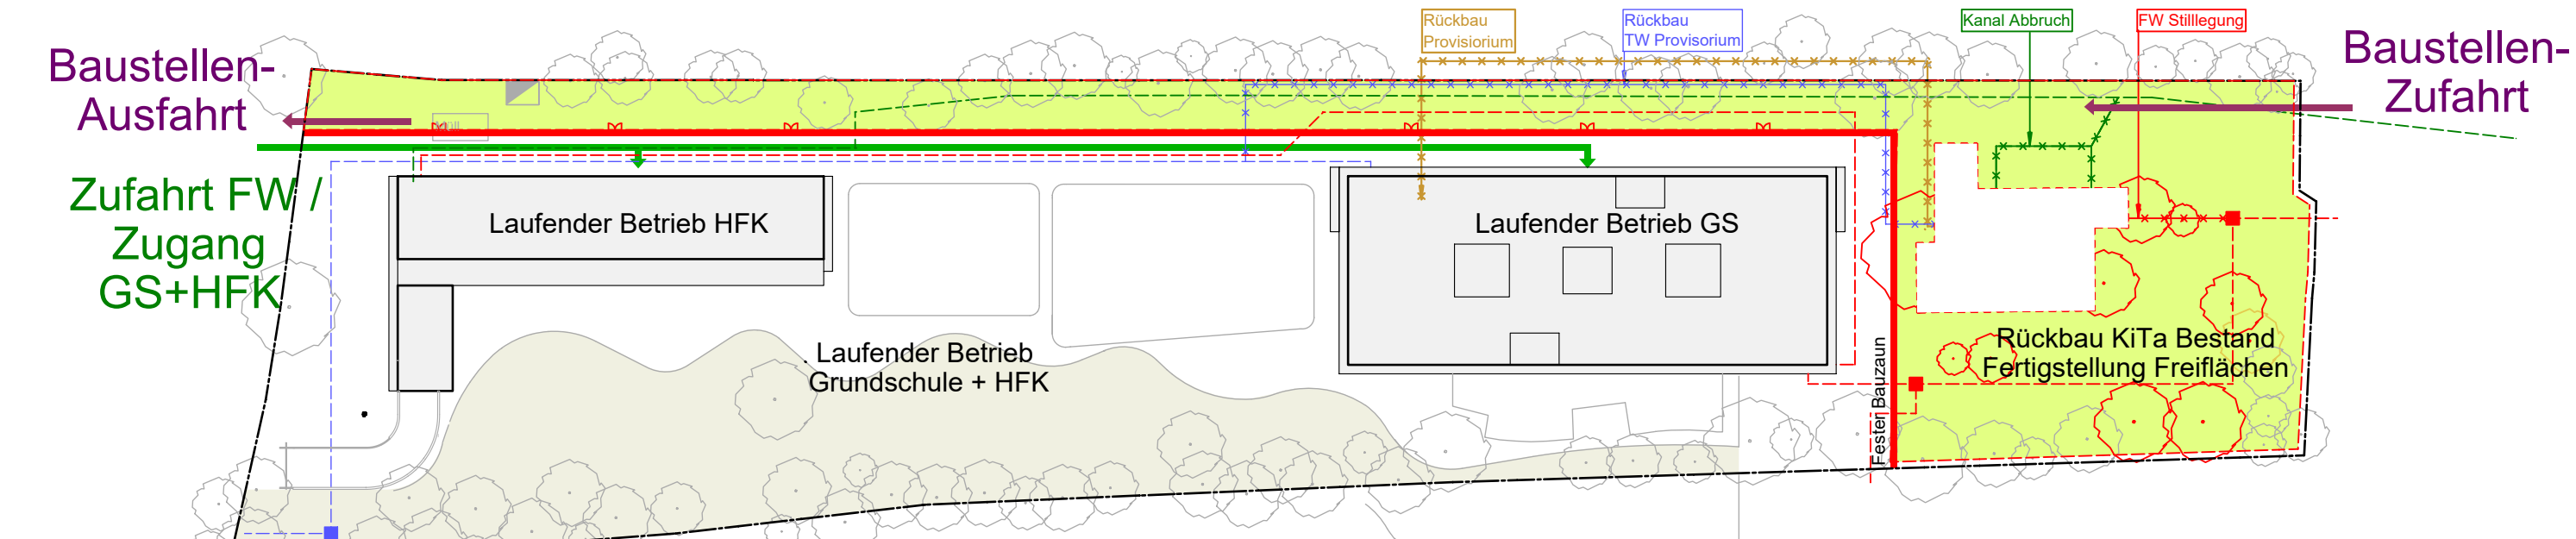 Rückbau
Provisiorium
Rückbau
TW Provisorium
Kanal Abbruch
FW Stilllegung
Baustellen-
Ausfahrt
Baustellen-
Zufahrt
Zufahrt FW /
Zugang
GS+HFK
Laufender Betrieb HFK
Laufender Betrieb GS
Laufender Betrieb
Grundschule + HFK
Fester Bauzaun
Rückbau KiTa Bestand
Fertigstellung Freiflächen